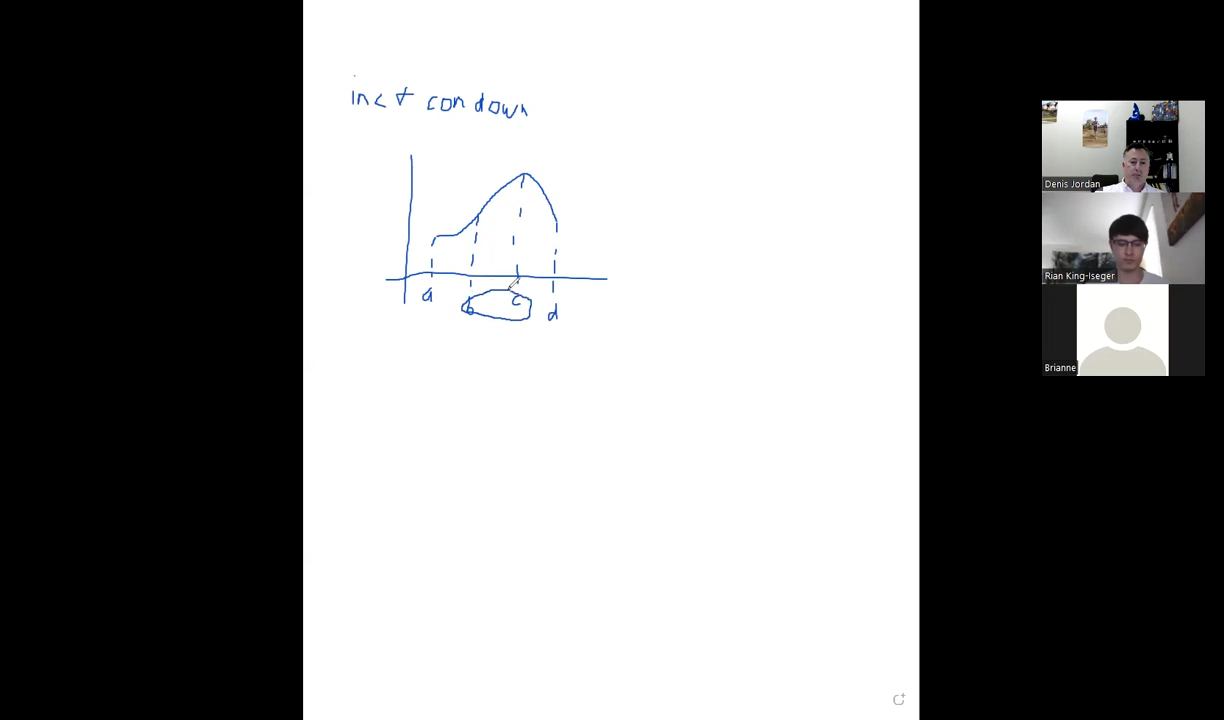 inc + con down
a
b
c
d
Denis Jordan
Rian King-Iseger
Brianne